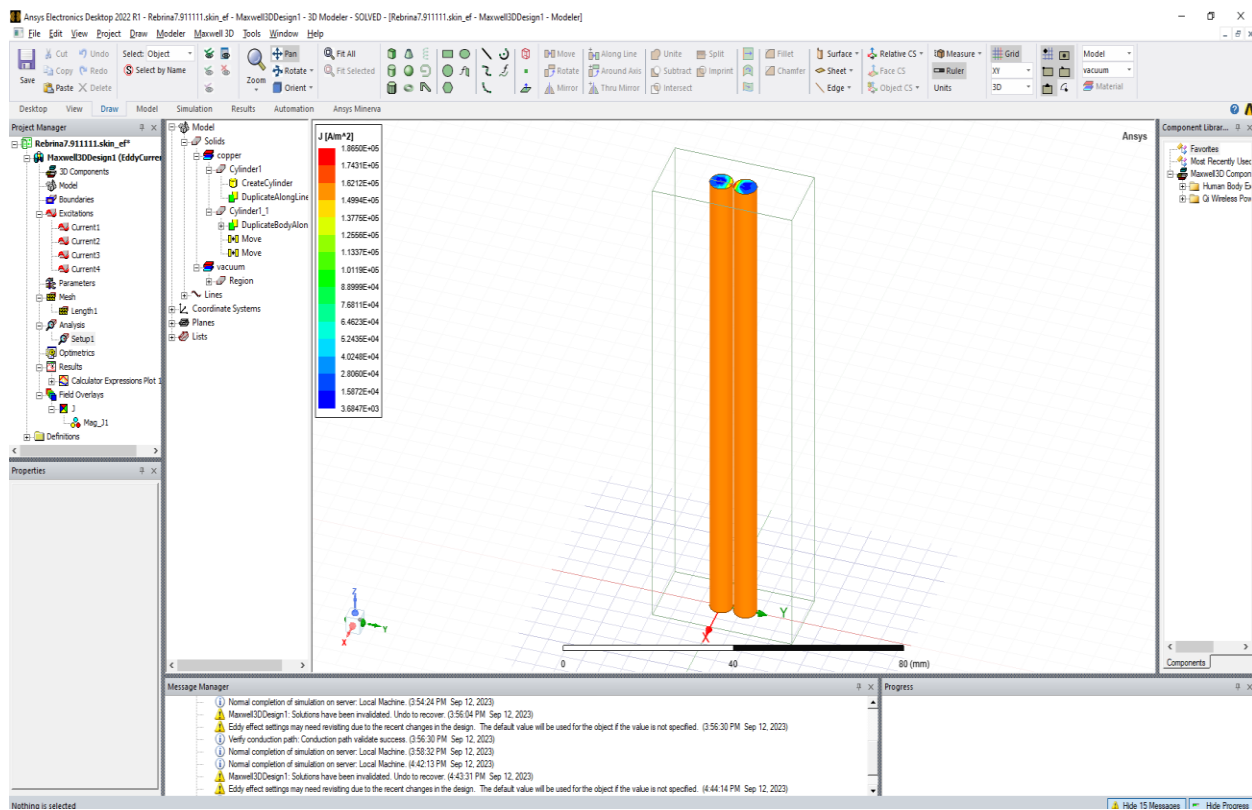 Ansys Electronics Desktop 2022 R1 - Rebrina7.911111.skin_ef - Maxwell3DDesign1 - 3D Modeler - SOLVED - [Rebrina7.911111.skin_ef - Maxwell3DDesign1 - Modeler]
File Edit View Project Draw Modeler Maxwell 3D Tools Window Help
Save
Cut Undo
Copy Redo
Paste Delete
Select: Object
Select by Name
Zoom
Pan
Rotate
Orient
Fit All
Fit Selected
Move Along Line Unite Split Fillet
Rotate Around Axis Subtract Imprint Chamfer
Mirror Thru Mirror Intersect
Surface Relative CS Measure Grid
Sheet Face CS Ruler XY
Edge Object CS Units 3D
Model
vacuum
Material
Desktop View Draw Model Simulation Results Automation Ansys Minerva
Project Manager
Rebrina7.911111.skin_ef*
Maxwell3DDesign1 (EddyCurre
3D Components
Model
Boundaries
Excitations
Current1
Current2
Current3
Current4
Parameters
Mesh
Length1
Analysis
Setup1
Optimetrics
Results
Calculator Expressions Plot 1
Field Overlays
J
Mag_J1
Definitions
Properties
Model
Solids
copper
Cylinder1
CreateCylinder
DuplicateAlongLine
Cylinder1_1
DuplicateBodyAlon
Move
Move
vacuum
Region
Lines
Coordinate Systems
Planes
Lists
J [A/m^2]
1.8650E+05
1.7431E+05
1.6212E+05
1.4994E+05
1.3775E+05
1.2556E+05
1.1337E+05
1.0119E+05
8.8999E+04
7.6811E+04
6.4623E+04
5.2435E+04
4.0248E+04
2.8060E+04
1.5872E+04
3.6847E+03
Ansys
Z
Y
X
X
Y
0 40 80 (mm)
Component Librar...
Favorites
Most Recently Used
Maxwell3D Compon
Human Body Ex
Qi Wireless Pow
Components
Message Manager
Normal completion of simulation on server: Local Machine. (3:54:24 PM Sep 12, 2023)
Maxwell3DDesign1: Solutions have been invalidated. Undo to recover. (3:56:04 PM Sep 12, 2023)
Eddy effect settings may need revisiting due to the recent changes in the design. The default value will be used for the object if the value is not specified. (3:56:30 PM Sep 12, 2023)
Verify conduction path: Conduction path validate success. (3:56:30 PM Sep 12, 2023)
Normal completion of simulation on server: Local Machine. (3:58:32 PM Sep 12, 2023)
Normal completion of simulation on server: Local Machine. (4:42:13 PM Sep 12, 2023)
Maxwell3DDesign1: Solutions have been invalidated. Undo to recover. (4:43:31 PM Sep 12, 2023)
Eddy effect settings may need revisiting due to the recent changes in the design. The default value will be used for the object if the value is not specified. (4:44:14 PM Sep 12, 2023)
Progress
Nothing is selected
Hide 15 Messages Hide Progress